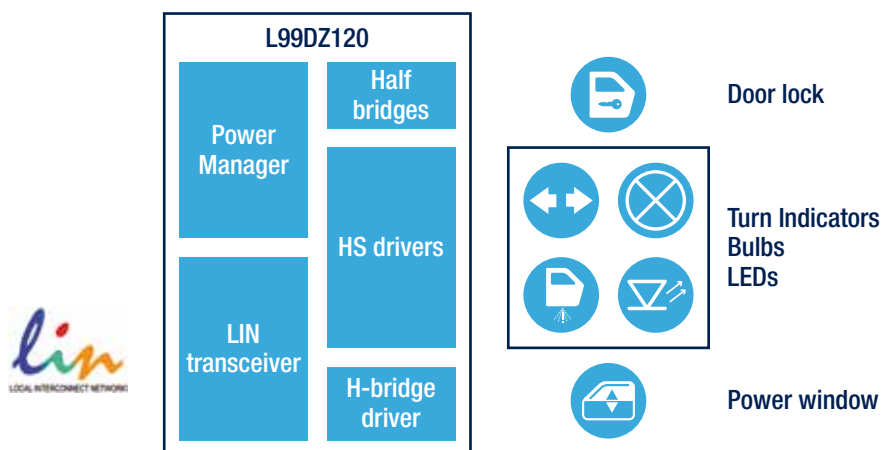 L99DZ120
Power
Manager
Half
bridges
HS drivers
LIN
transceiver
H-bridge
driver
lin
LOCAL INTERCONNECT NETWORK
Door lock
Turn Indicators
Bulbs
LEDs
Power window